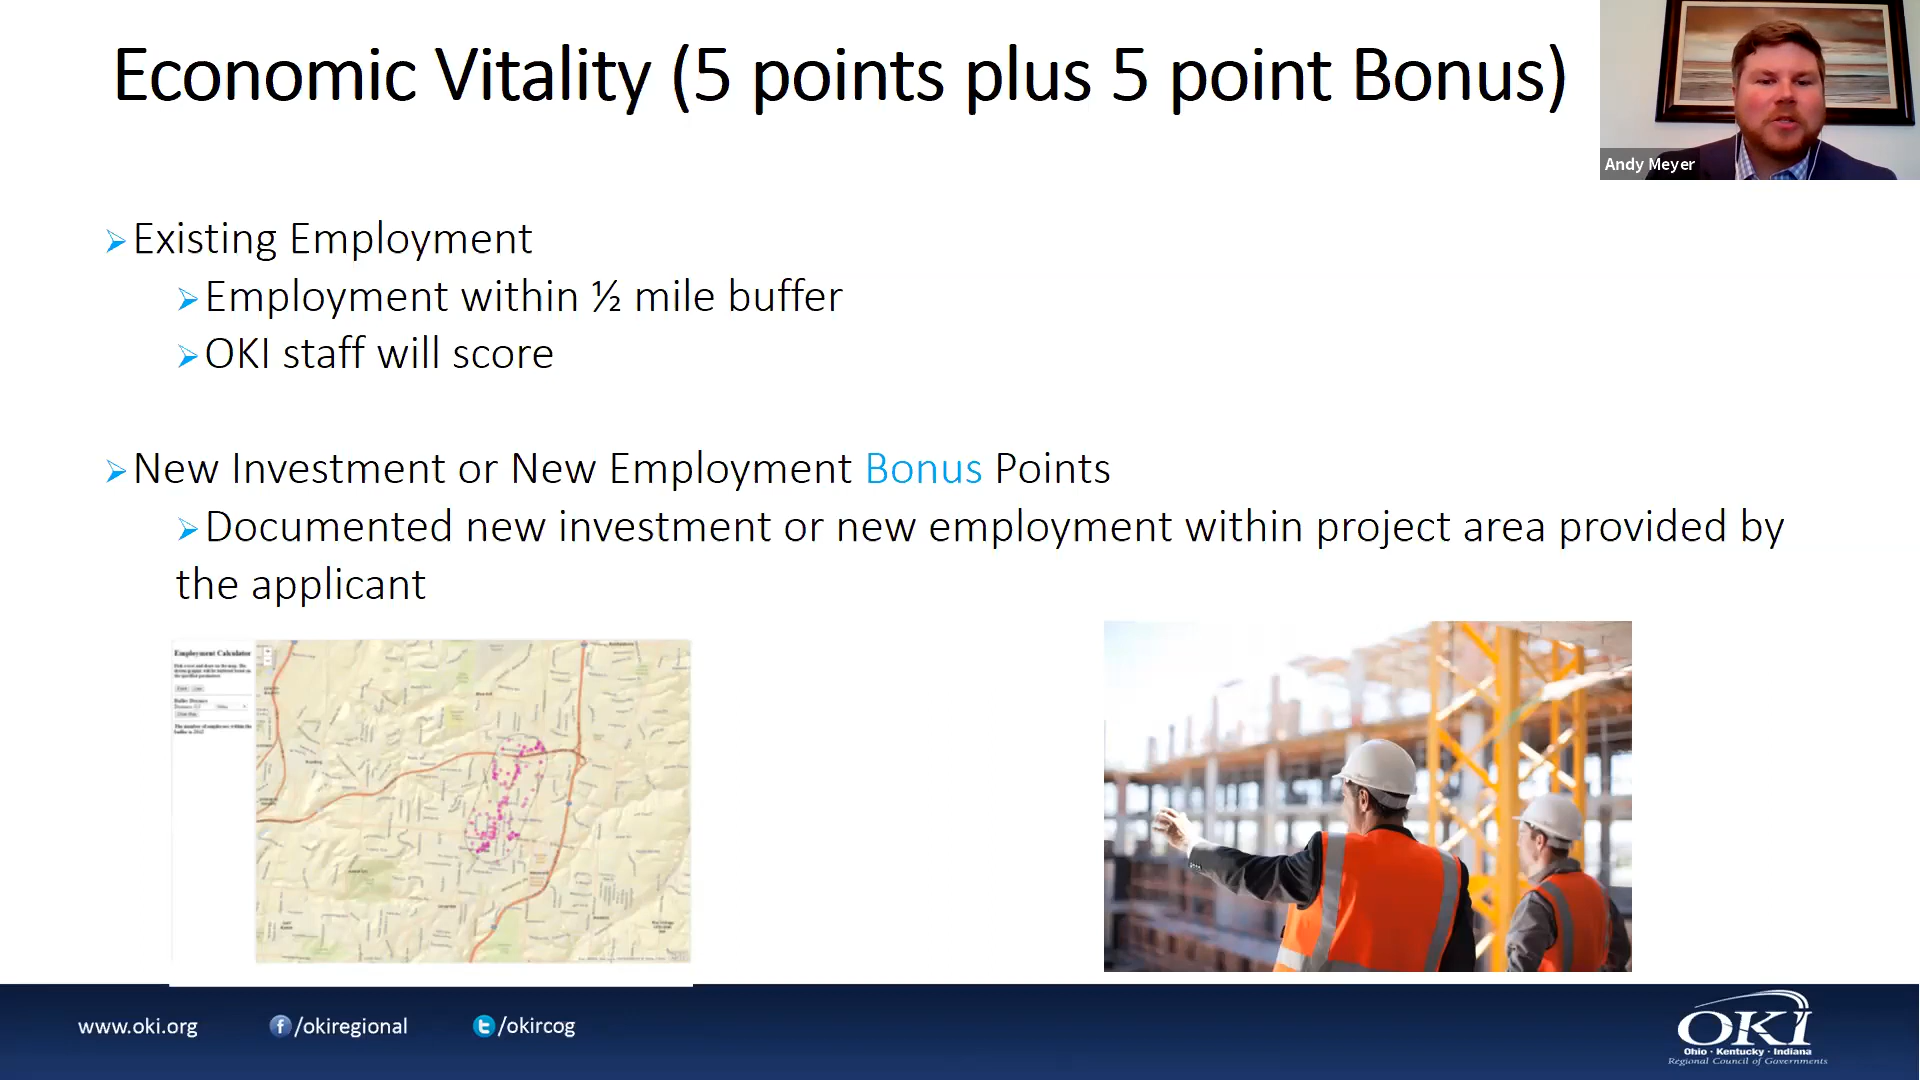 Economic Vitality (5 points plus 5 point Bonus)
Andy Meyer
Existing Employment
Employment within ½ mile buffer
OKI staff will score
New Investment or New Employment Bonus Points
Documented new investment or new employment within project area provided by
the applicant
Employment Calculator
www.oki.org
/okiregional
/okircog
OKI
Ohio · Kentucky · Indiana
Regional Council of Governments